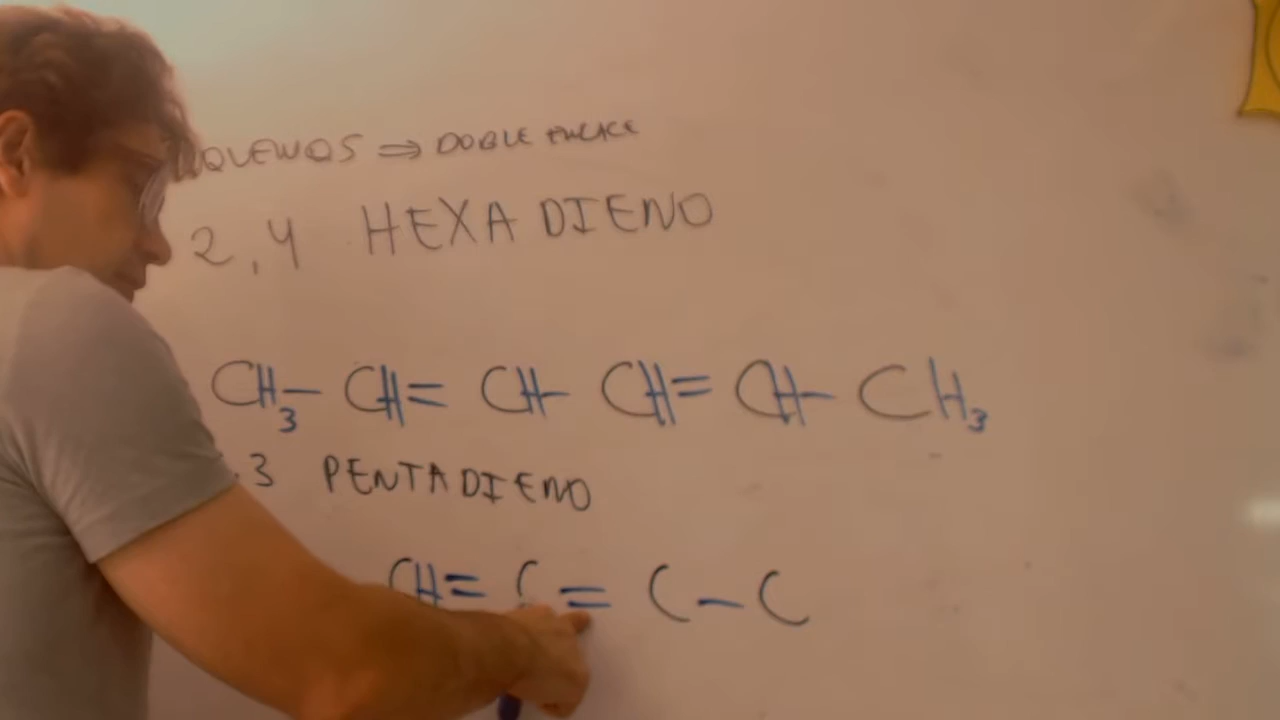 QUENOS ⇒ DOBLE ENLACE
2,4 HEXA DIENO
CH3 - CH = CH - CH = CH - CH3
.3 PENTADIENO
CH = C = C - C